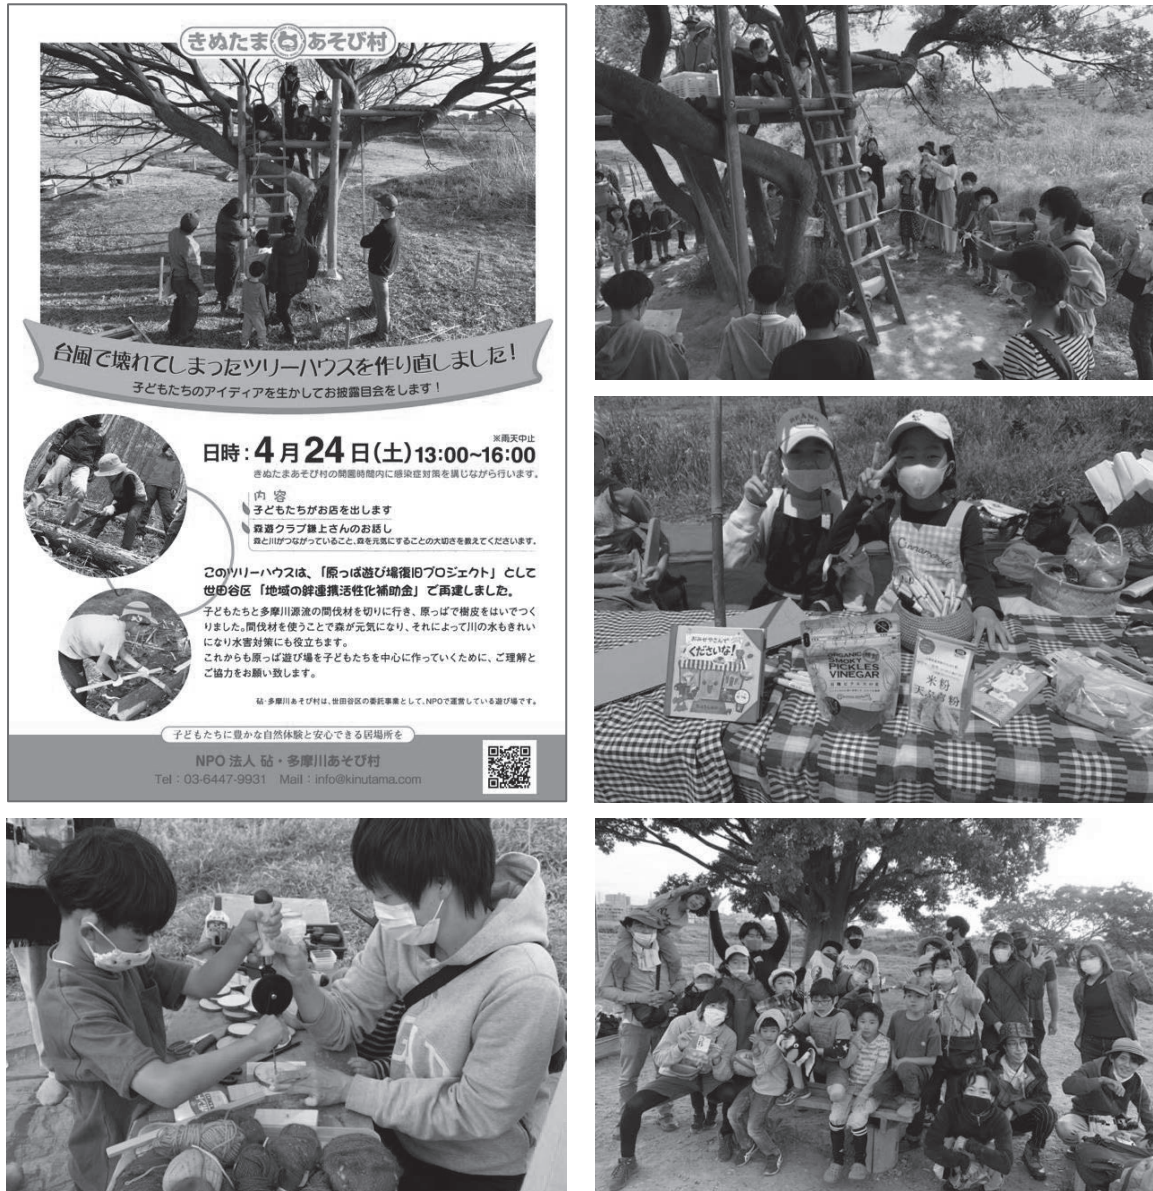 きぬたま あそび村
台風で壊れてしまったツリーハウスを作り直しました!
子どもたちのアイディアを生かしてお披露目会をします!
※雨天中止
日時:4月24日(土)13:00~16:00
きぬたまあそび村の開園時間内に感染症対策を講じながら行います。
内容
子どもたちがお店を出します
森遊クラブ鎌上さんのお話し
森と川がつながっていること、森を元気にすることの大切さを教えてくださいます。
このツリーハウスは、「原っぱ遊び場復旧プロジェクト」として
世田谷区「地域の絆連携活性化補助金」で再建しました。
子どもたちと多摩川源流の間伐材を切りに行き、原っぱで樹皮をはいでつく
りました。間伐材を使うことで森が元気になり、それによって川の水もきれい
になり水害対策にも役立ちます。
これからも原っぱ遊び場を子どもたちを中心に作っていくために、ご理解と
ご協力をお願い致します。
砧・多摩川あそび村は、世田谷区の委託事業として、NPOで運営している遊び場です。
子どもたちに豊かな自然体験と安心できる居場所を
NPO 法人 砧・多摩川あそび村
Tel:03-6447-9931 Mail:info@kinutama.com
Cinnamoroll
おみせやさんで
くださいな!
ORGANIC
SMOKY
PICKLES
VINEGAR
米粉
天ぷら粉